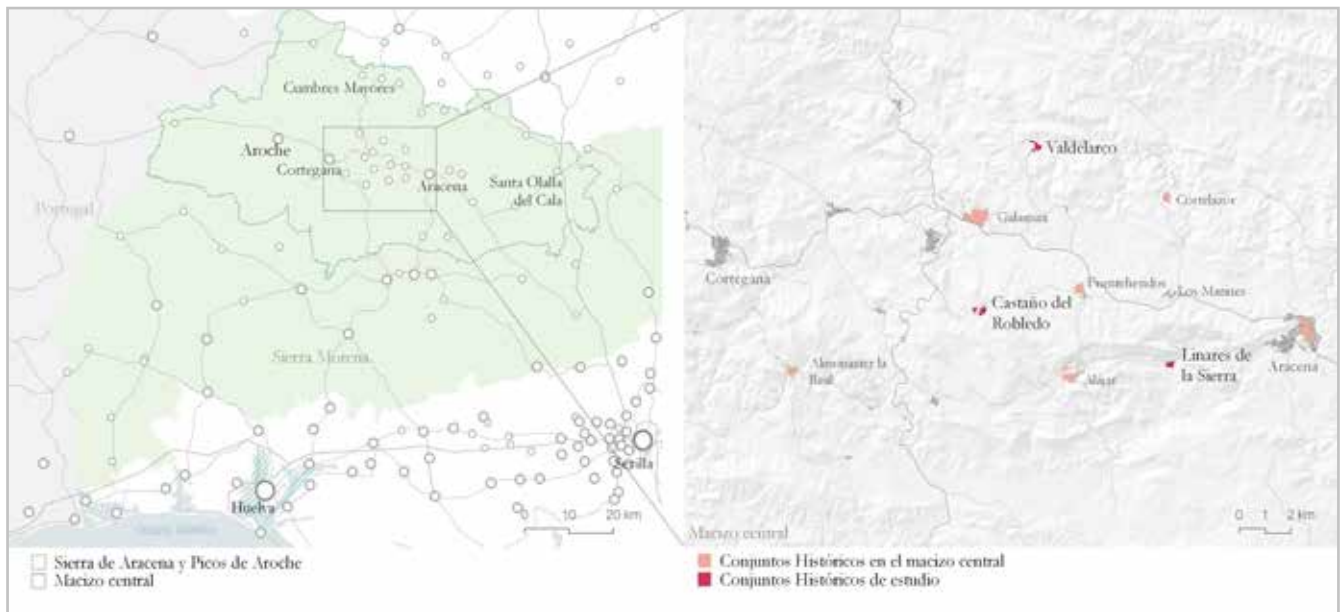 Cumbres Mayores
Aroche
Cortegana
Aracena
Santa Olalla
del Cala
Portugal
Sierra Morena
Sevilla
Huelva
0 10 20 km
Sierra de Aracena y Picos de Aroche
Macizo central
Valdelarco
Cortelazor
Galaroza
Cortegana
Fuenteheridos
Los Marines
Castaño del
Robledo
Almonaster la
Real
Alájar
Linares de
la Sierra
Aracena
Macizo central
0 1 2 km
Conjuntos Históricos en el macizo central
Conjuntos Históricos de estudio